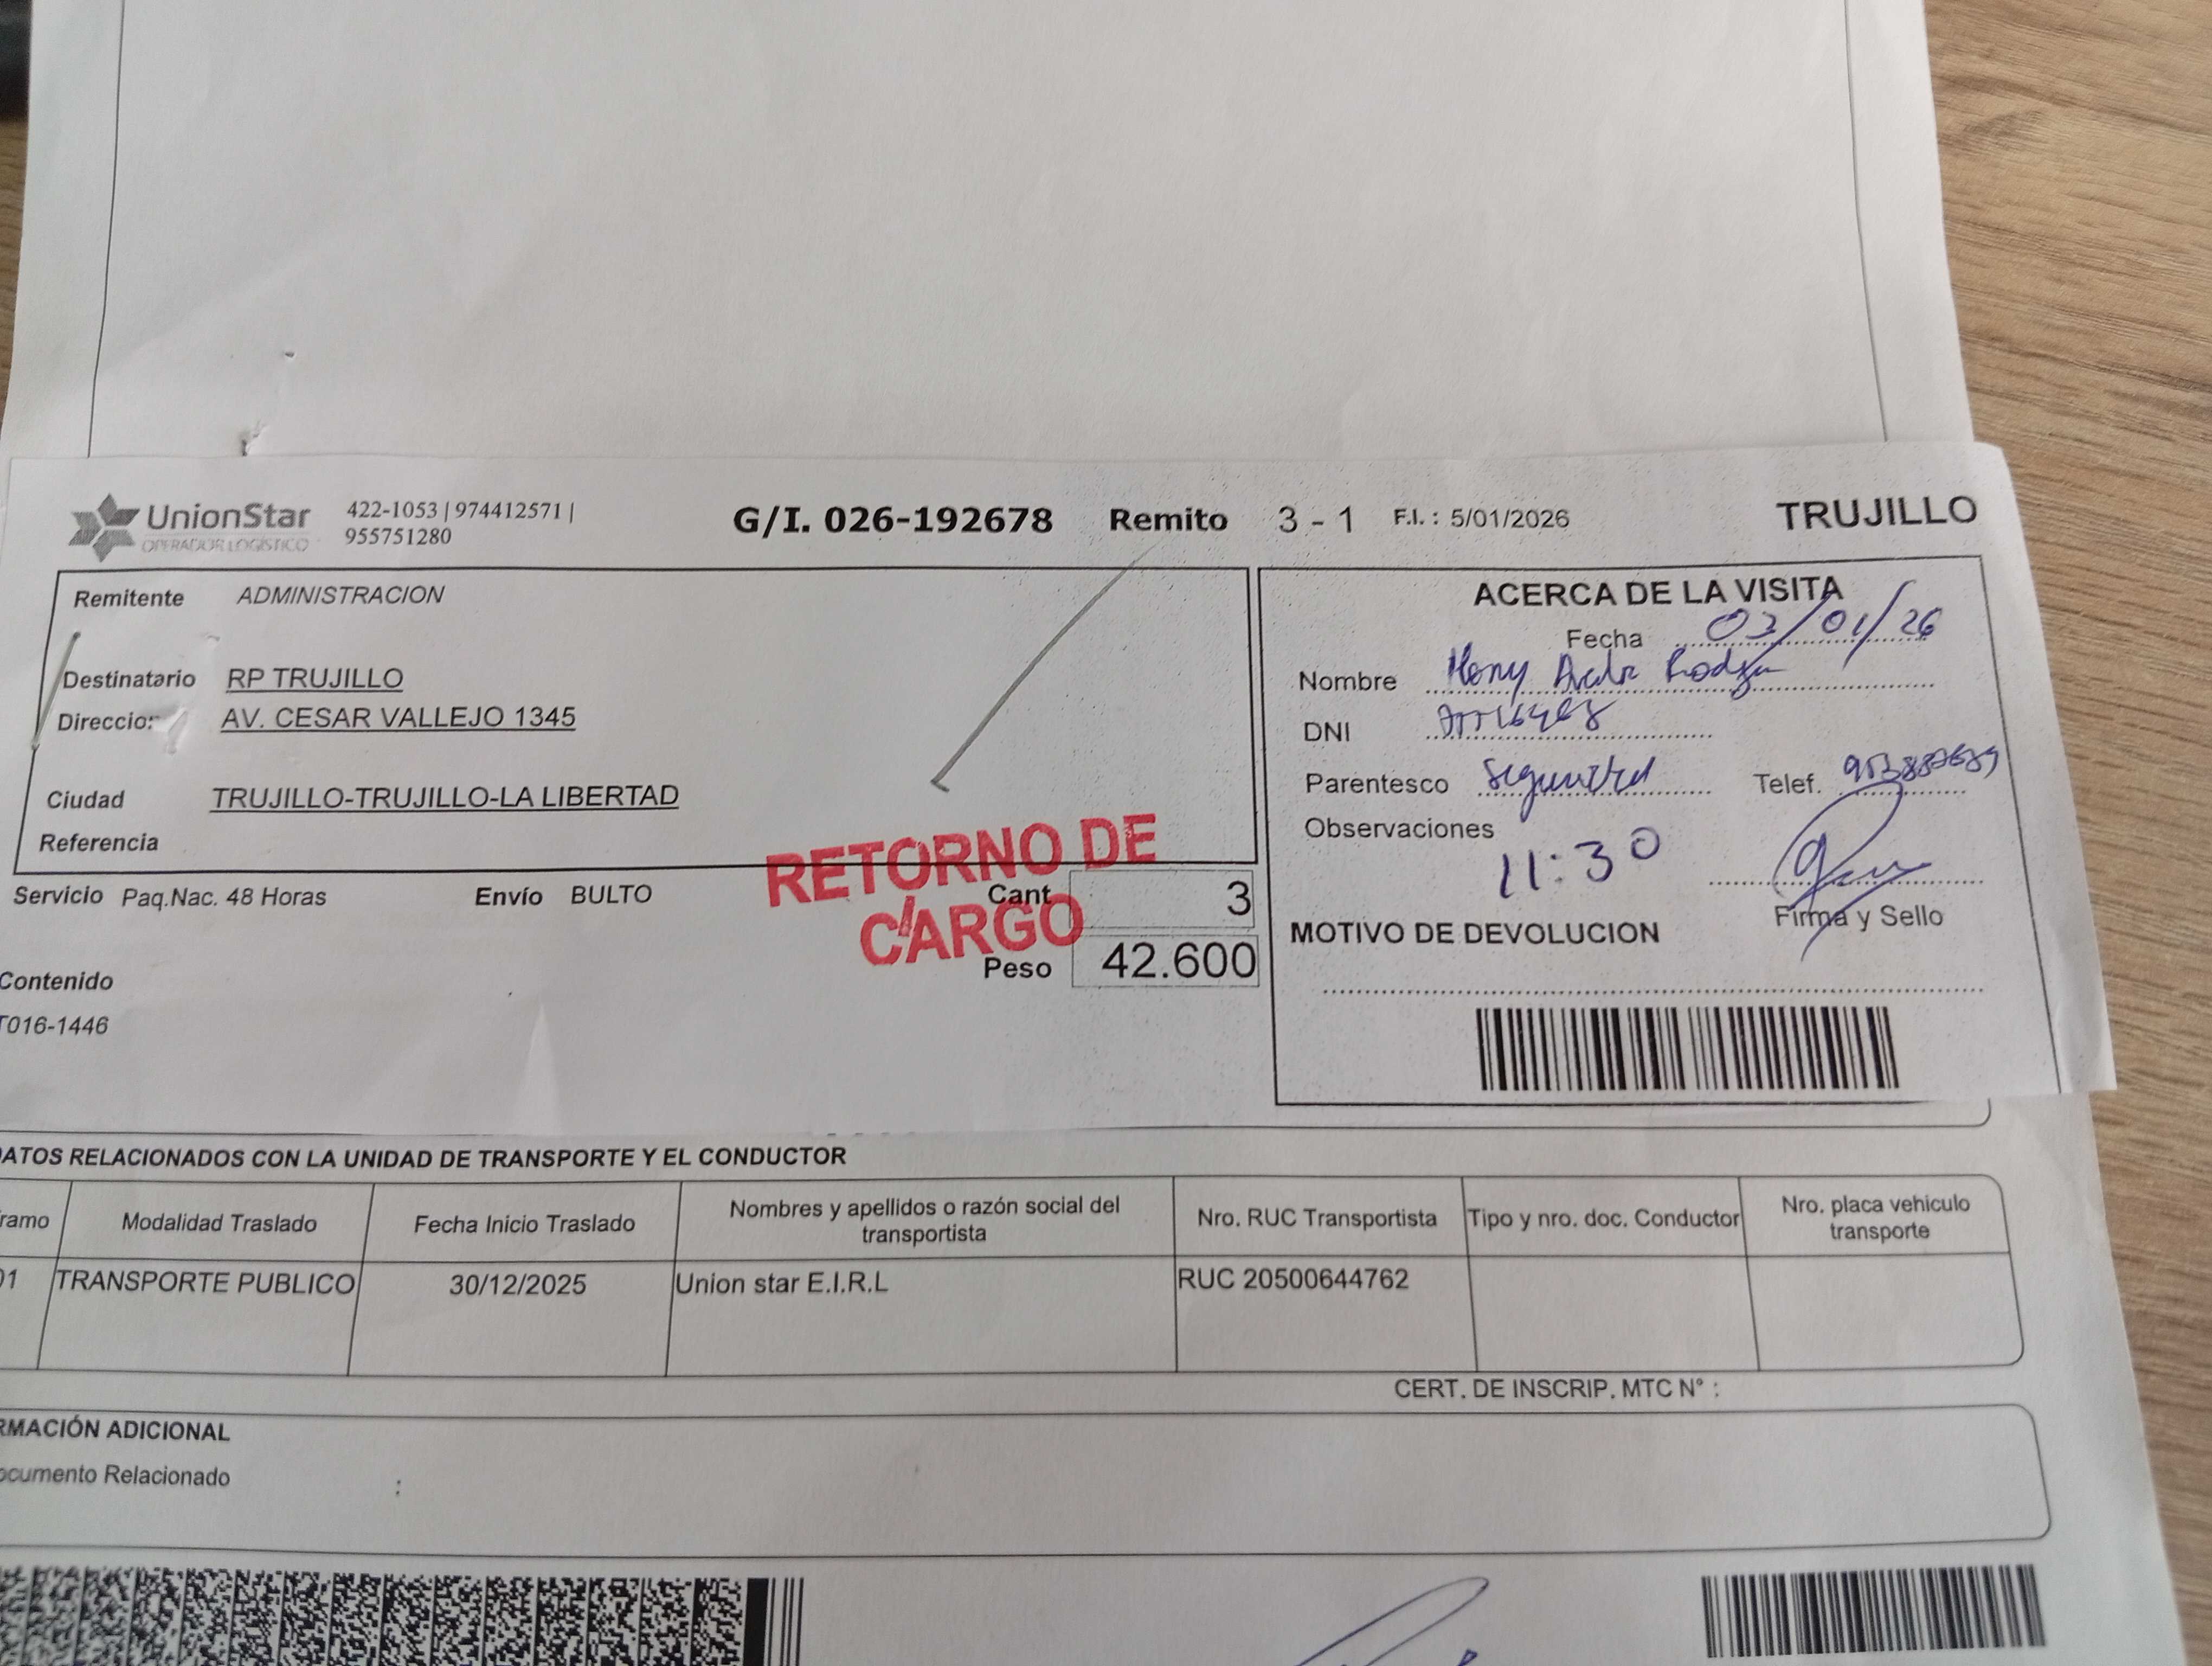 UnionStar
OPERADOR LOGÍSTICO
422-1053 | 974412571 |
955751280
G/I. 026-192678 Remito 3 - 1 F.I. : 5/01/2026
TRUJILLO
Remitente ADMINISTRACION
Destinatario RP TRUJILLO
Direccio: AV. CESAR VALLEJO 1345
Ciudad TRUJILLO-TRUJILLO-LA LIBERTAD
Referencia
Servicio Paq.Nac. 48 Horas Envío BULTO
RETORNO DE
CARGO
Cant 3
Peso 42.600
Contenido
T016-1446
ACERCA DE LA VISITA
Fecha /01/26
Nombre
DNI
Parentesco Seguridad Telef.
Observaciones
11:30
Firma y Sello
MOTIVO DE DEVOLUCION
DATOS RELACIONADOS CON LA UNIDAD DE TRANSPORTE Y EL CONDUCTOR
ramo Modalidad Traslado Fecha Inicio Traslado Nombres y apellidos o razón social del transportista Nro. RUC Transportista Tipo y nro. doc. Conductor Nro. placa vehiculo transporte
01 TRANSPORTE PUBLICO 30/12/2025 Union star E.I.R.L RUC 20500644762
CERT. DE INSCRIP. MTC N° :
RMACIÓN ADICIONAL
ocumento Relacionado :